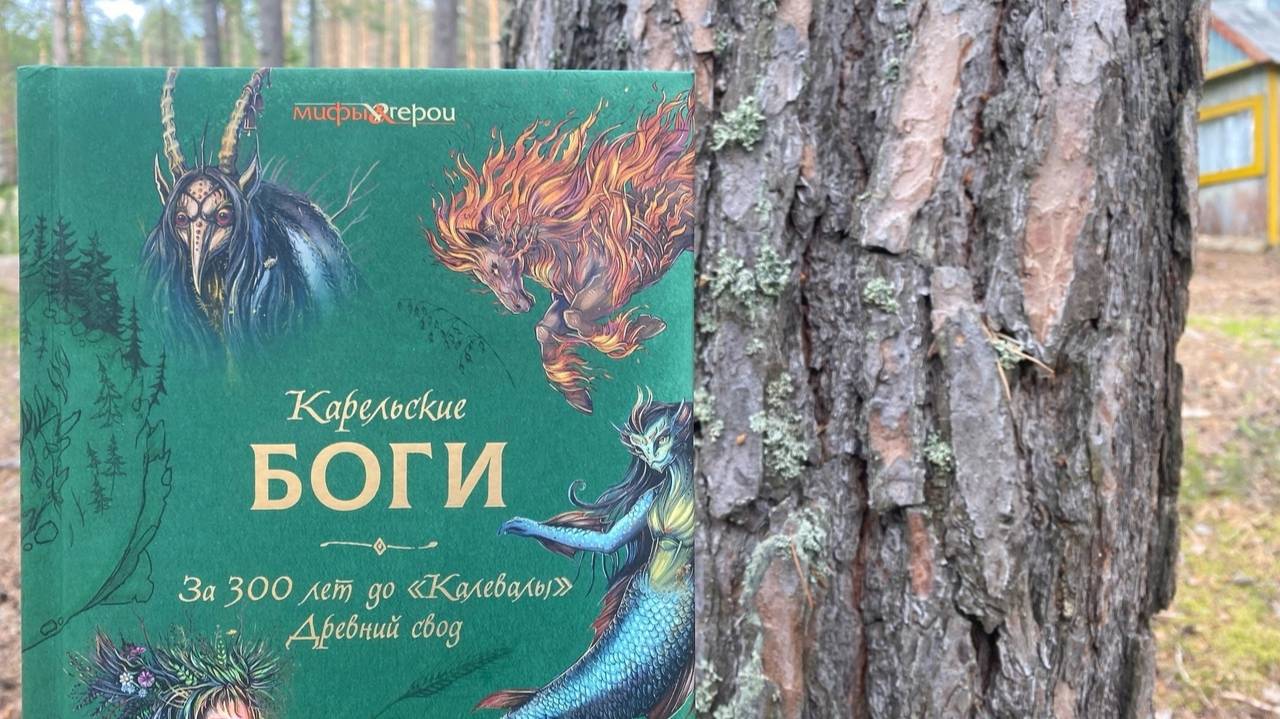 мифы&герои
Карельские
БОГИ
За 300 лет до «Калевалы»
Древний свод